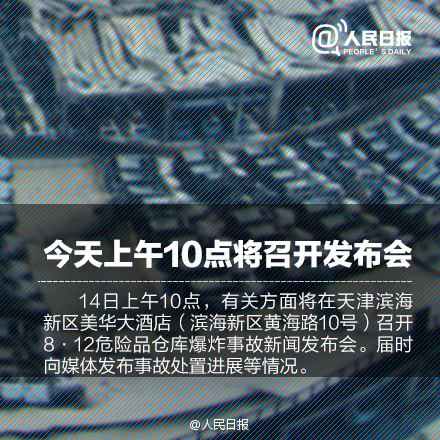 @人民日报
PEOPLE'S DAILY
今天上午10点将召开发布会
14日上午10点，有关方面将在天津滨海
新区美华大酒店（滨海新区黄海路10号）召开
8·12危险品仓库爆炸事故新闻发布会。届时
向媒体发布事故处置进展等情况。
@人民日报